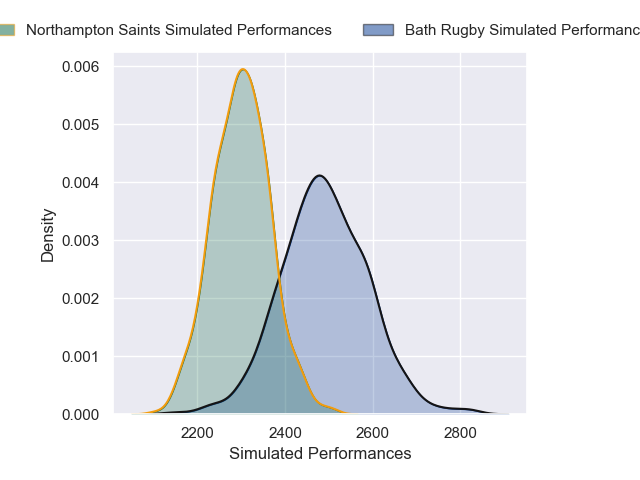 Northampton Saints Simulated Performances
Bath Rugby Simulated Performanc
0.006
0.005
0.004
0.003
0.002
0.001
0.000
Density
2200
2400
2600
2800
Simulated Performances